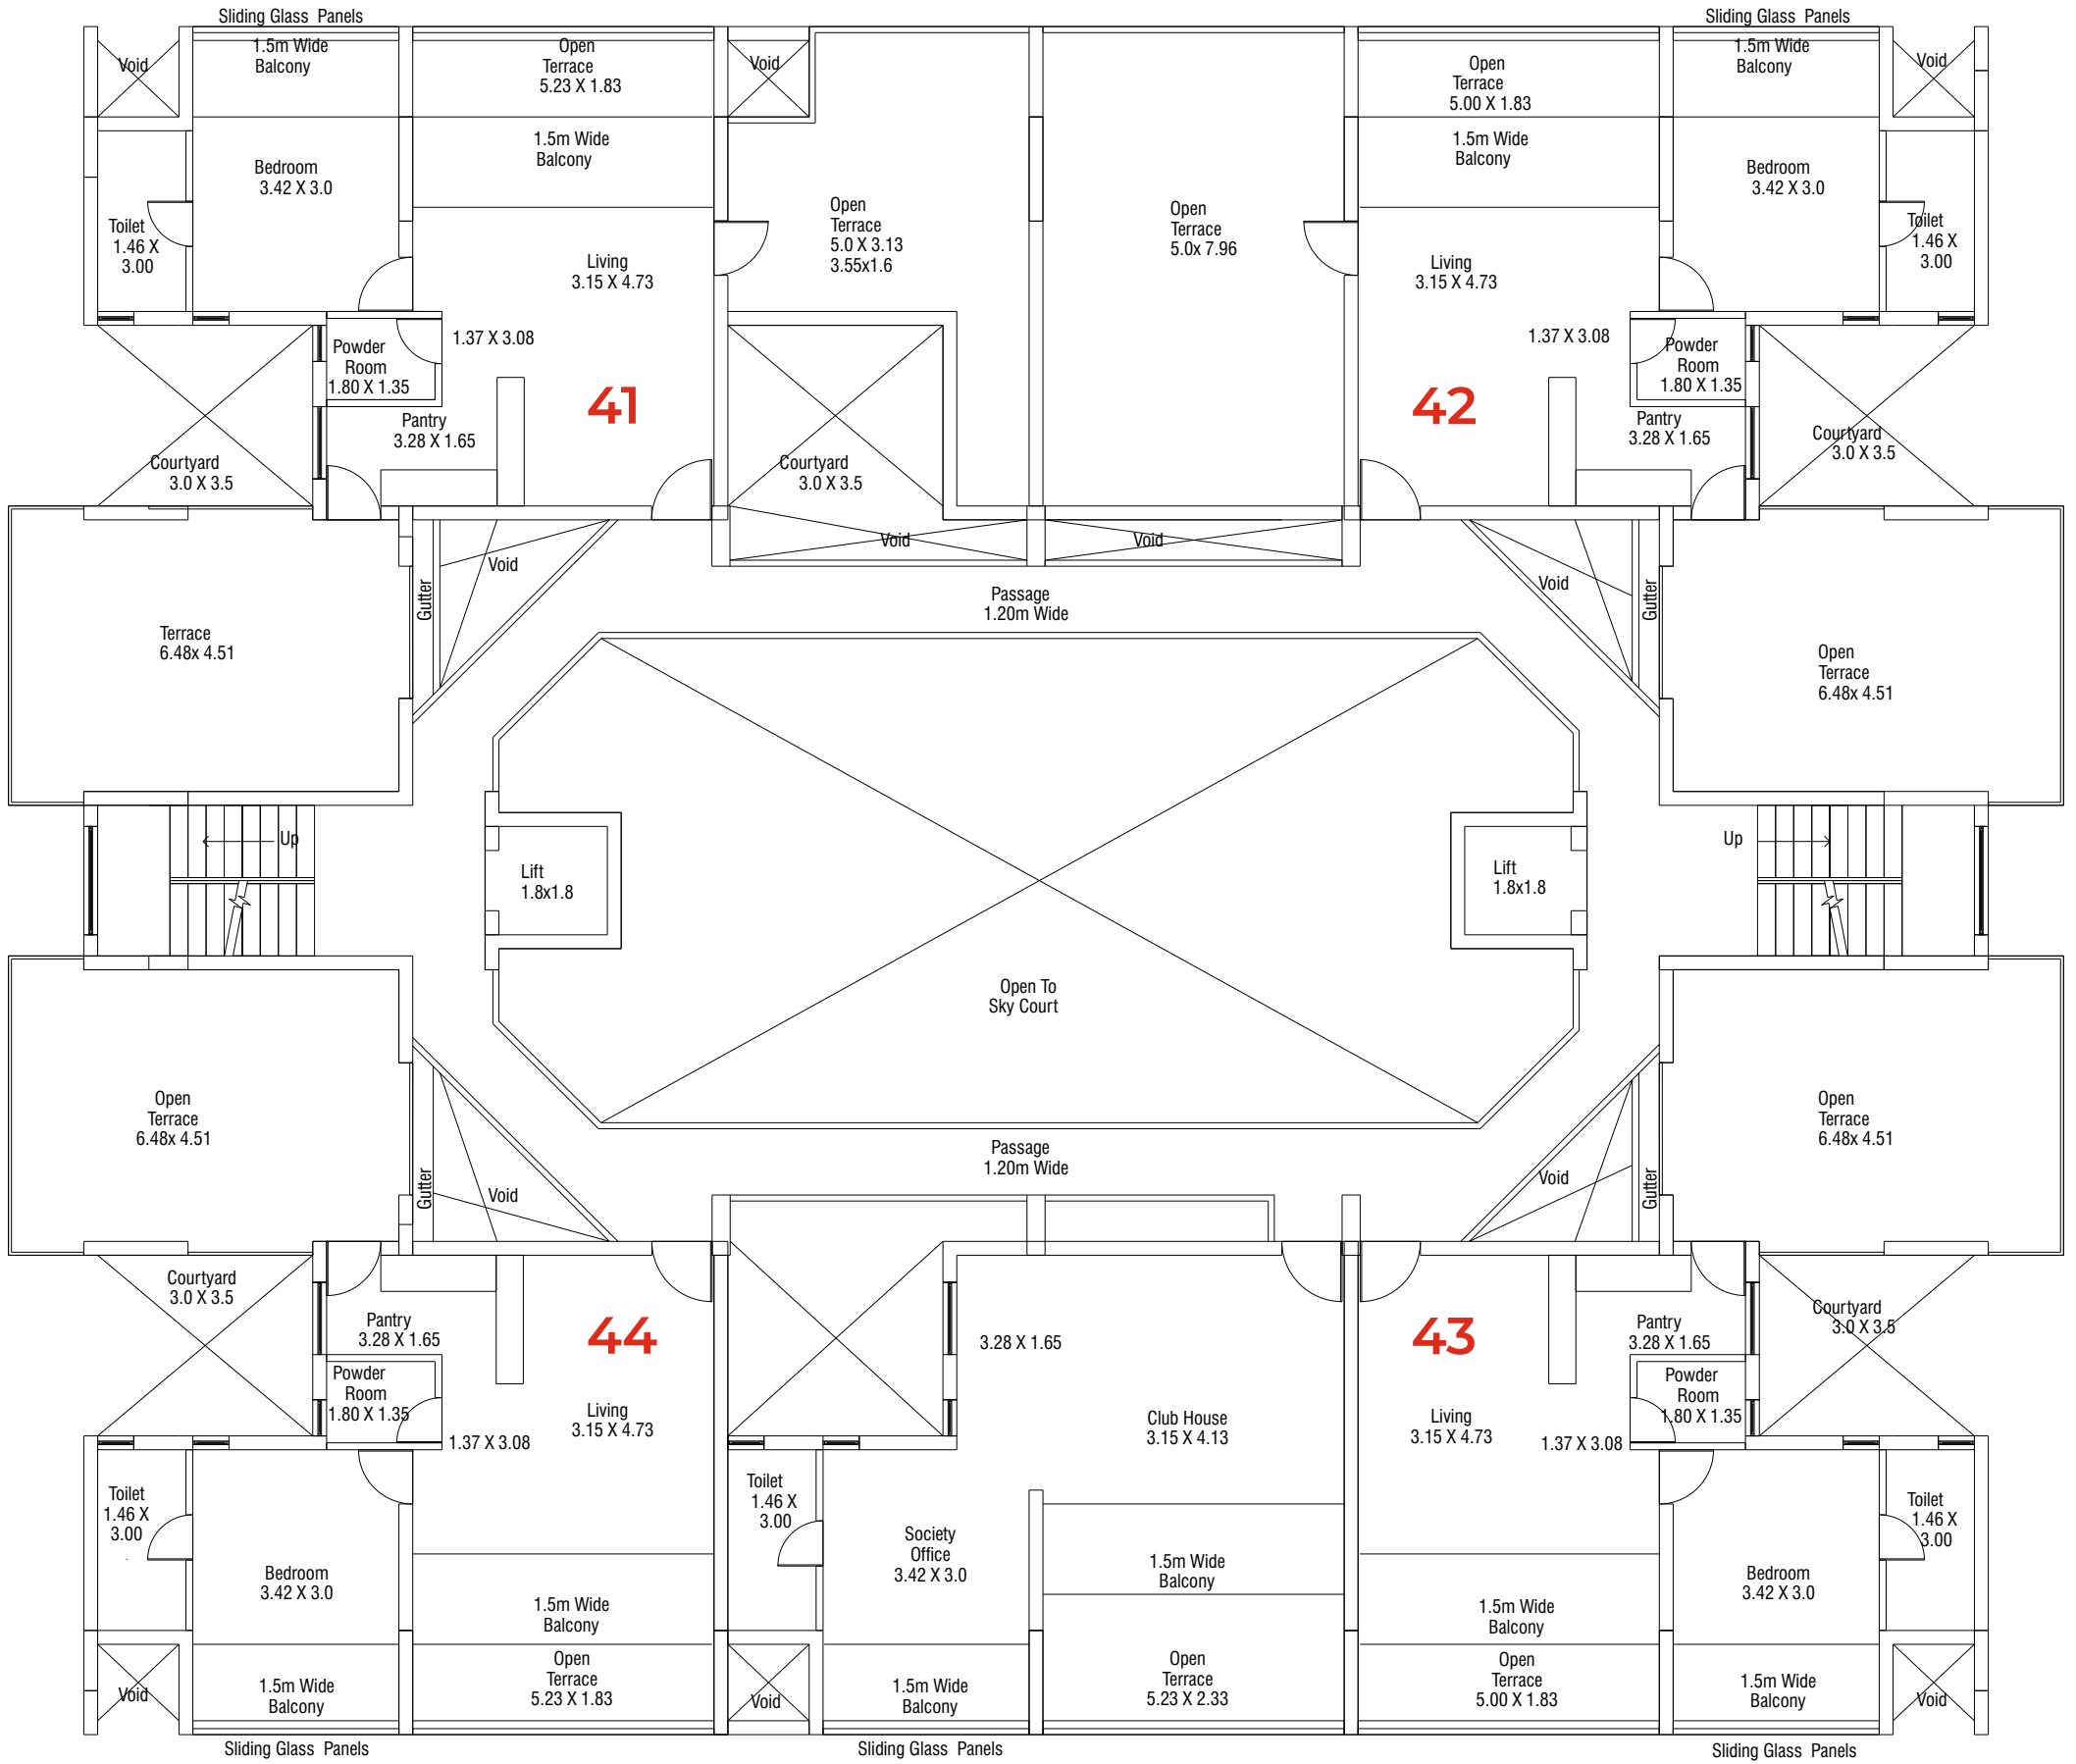 Sliding Glass Panels
Sliding Glass Panels
Void
1.5m Wide
Balcony
Open
Terrace
5.23 X 1.83
Void
Open
Terrace
5.00 X 1.83
1.5m Wide
Balcony
Void
1.5m Wide
Balcony
1.5m Wide
Balcony
Bedroom
3.42 X 3.0
Bedroom
3.42 X 3.0
Toilet
1.46 X
3.00
Open
Terrace
5.0 X 3.13
3.55x1.6
Open
Terrace
5.0x 7.96
Toilet
1.46 X
3.00
Living
3.15 X 4.73
Living
3.15 X 4.73
Powder
Room
1.80 X 1.35
1.37 X 3.08
1.37 X 3.08
Powder
Room
1.80 X 1.35
41
42
Pantry
3.28 X 1.65
Pantry
3.28 X 1.65
Courtyard
3.0 X 3.5
Courtyard
3.0 X 3.5
Courtyard
3.0 X 3.5
Void
Void
Void
Void
Gutter
Gutter
Passage
1.20m Wide
Terrace
6.48x 4.51
Open
Terrace
6.48x 4.51
Up
Up
Lift
1.8x1.8
Lift
1.8x1.8
Open To
Sky Court
Open
Terrace
6.48x 4.51
Open
Terrace
6.48x 4.51
Passage
1.20m Wide
Gutter
Void
Void
Gutter
Courtyard
3.0 X 3.5
Courtyard
3.0 X 3.5
Pantry
3.28 X 1.65
44
3.28 X 1.65
43
Pantry
3.28 X 1.65
Powder
Room
1.80 X 1.35
Powder
Room
1.80 X 1.35
Living
3.15 X 4.73
Club House
3.15 X 4.13
Living
3.15 X 4.73
1.37 X 3.08
1.37 X 3.08
Toilet
1.46 X
3.00
Toilet
1.46 X
3.00
Toilet
1.46 X
3.00
Society
Office
3.42 X 3.0
Bedroom
3.42 X 3.0
1.5m Wide
Balcony
Bedroom
3.42 X 3.0
1.5m Wide
Balcony
1.5m Wide
Balcony
Void
1.5m Wide
Balcony
Open
Terrace
5.23 X 1.83
Void
1.5m Wide
Balcony
Open
Terrace
5.23 X 2.33
Open
Terrace
5.00 X 1.83
1.5m Wide
Balcony
Void
Sliding Glass Panels
Sliding Glass Panels
Sliding Glass Panels